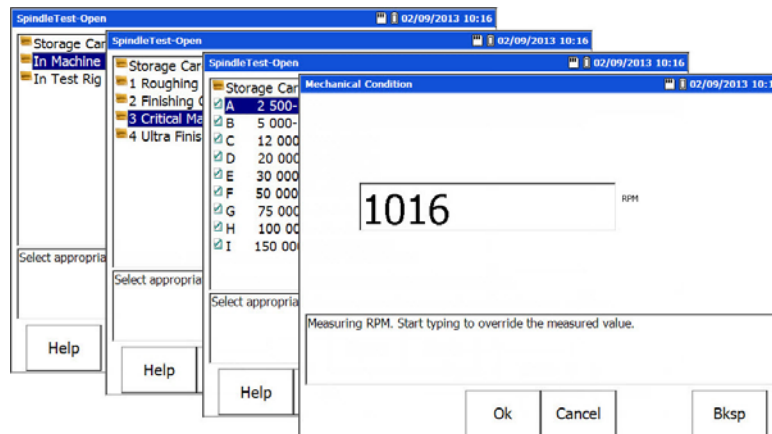 SpindleTest-Open 02/09/2013 10:16
Storage Car
In Machine
In Test Rig
Select appropria
Help
SpindleTest-Open 02/09/2013 10:16
Storage Car
1 Roughing
2 Finishing
3 Critical Ma
4 Ultra Finis
Select appropria
Help
SpindleTest-Open 02/09/2013 10:16
Storage Car
A 2 500-
B 5 000-
C 12 000
D 20 000
E 30 000
F 50 000
G 75 000
H 100 00
I 150 00
Select appropria
Help
Mechanical Condition 02/09/2013 10:1
1016 RPM
Measuring RPM. Start typing to override the measured value.
Ok Cancel Bksp